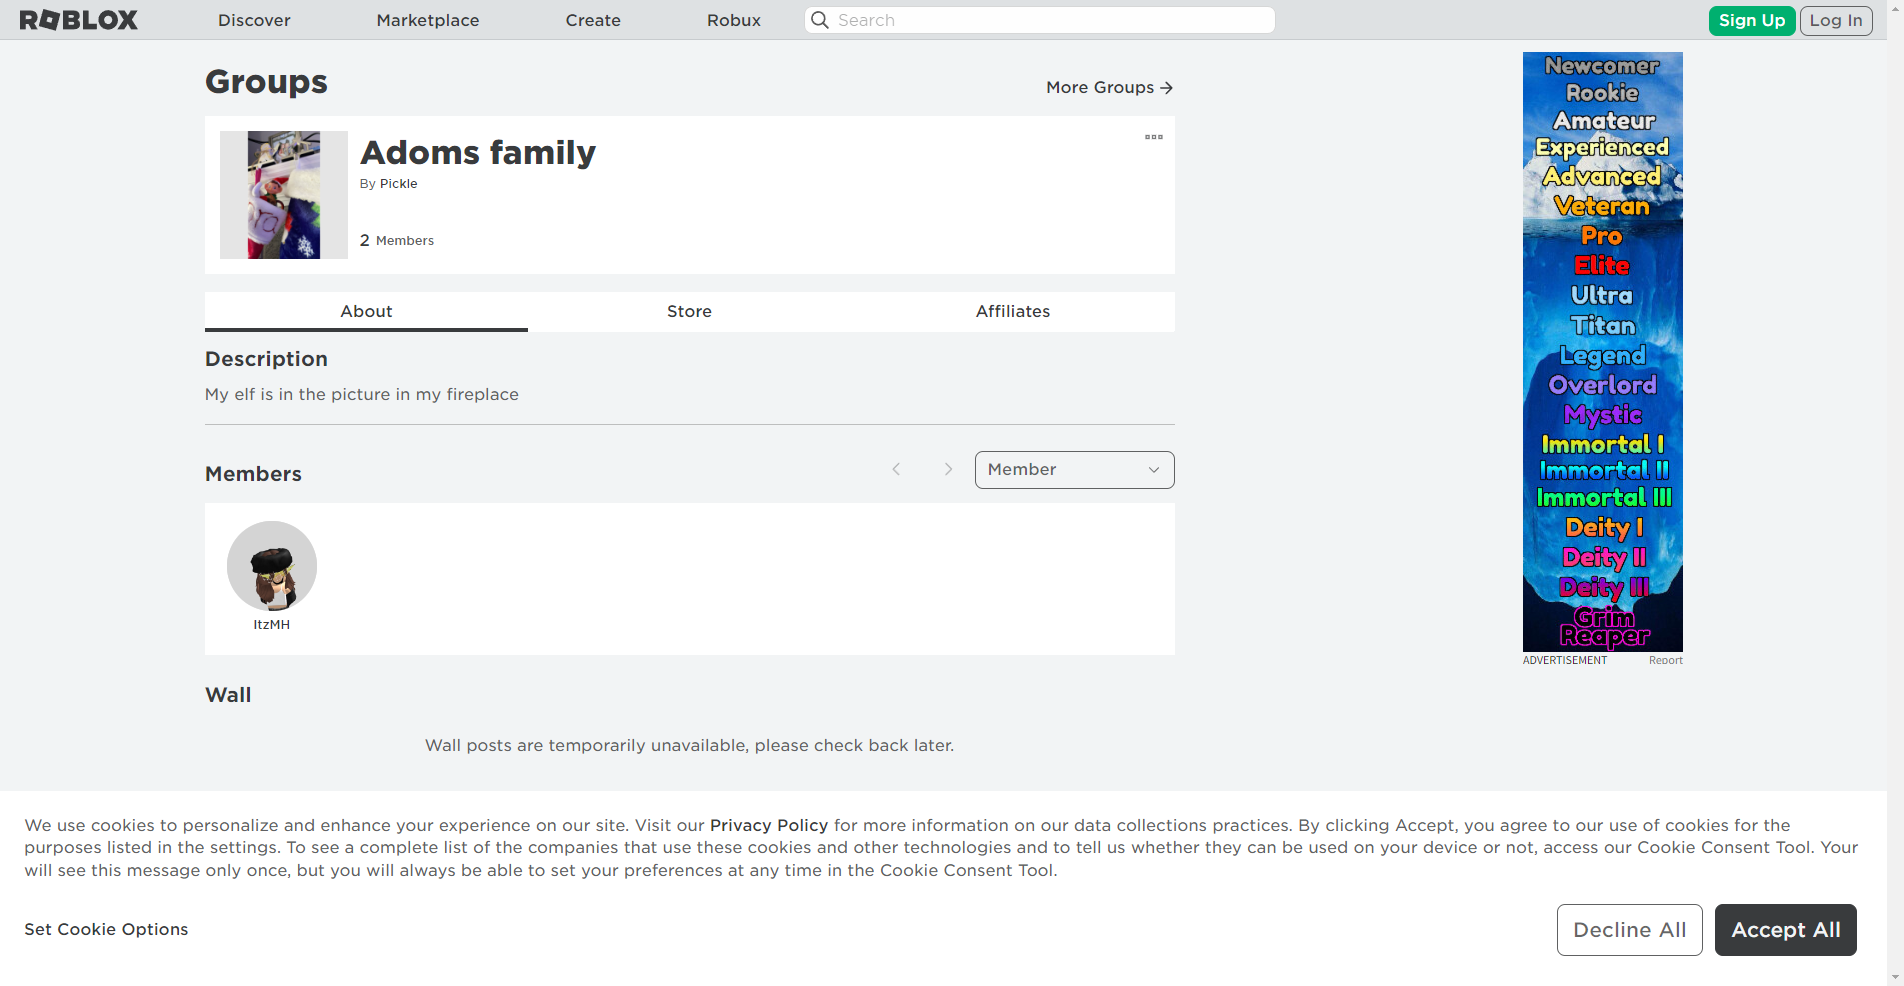 ROBLOX
Discover
Marketplace
Create
Robux
Search
Sign Up
Log In
Groups
More Groups
Adoms family
By Pickle
2 Members
About
Store
Affiliates
Description
My elf is in the picture in my fireplace
Members
Member
ItzMH
Wall
Wall posts are temporarily unavailable, please check back later.
Newcomer
Rookie
Amateur
Experienced
Advanced
Veteran
Pro
Elite
Ultra
Titan
Legend
Overlord
Mystic
Immortal I
Immortal II
Immortal III
Deity I
Deity II
Deity III
Grim
Reaper
ADVERTISEMENT
Report
We use cookies to personalize and enhance your experience on our site. Visit our Privacy Policy for more information on our data collections practices. By clicking Accept, you agree to our use of cookies for the
purposes listed in the settings. To see a complete list of the companies that use these cookies and other technologies and to tell us whether they can be used on your device or not, access our Cookie Consent Tool. Your
will see this message only once, but you will always be able to set your preferences at any time in the Cookie Consent Tool.
Set Cookie Options
Decline All
Accept All